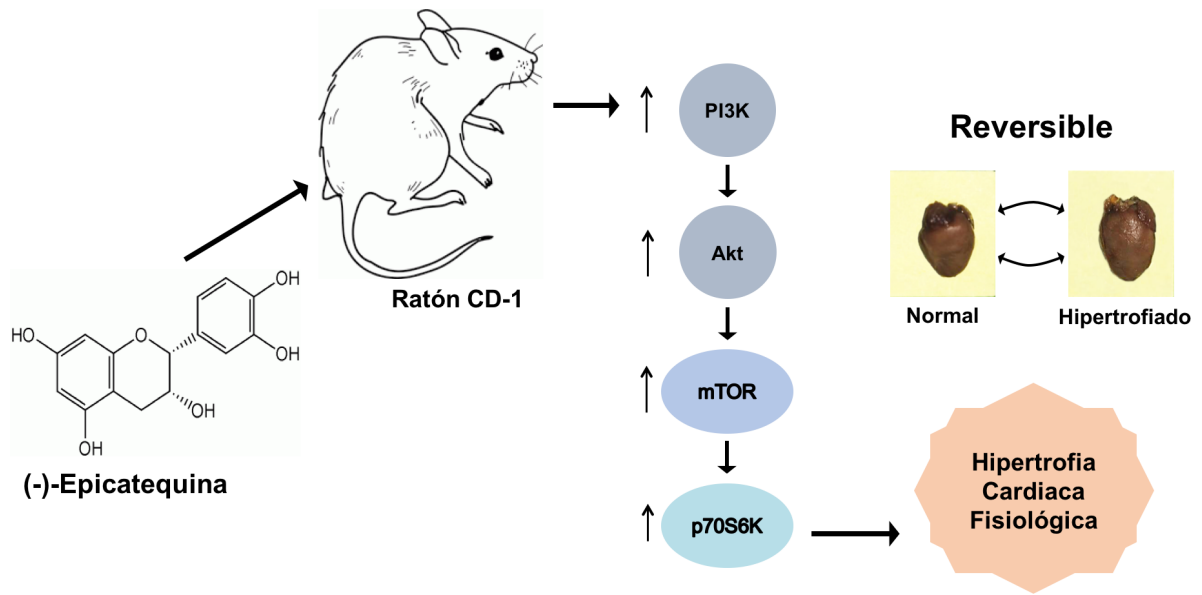 OH
HO
O
OH
OH
OH
(-)-Epicatequina
Ratón CD-1
PI3K
Akt
mTOR
p70S6K
Reversible
Normal
Hipertrofiado
Hipertrofia
Cardiaca
Fisiológica